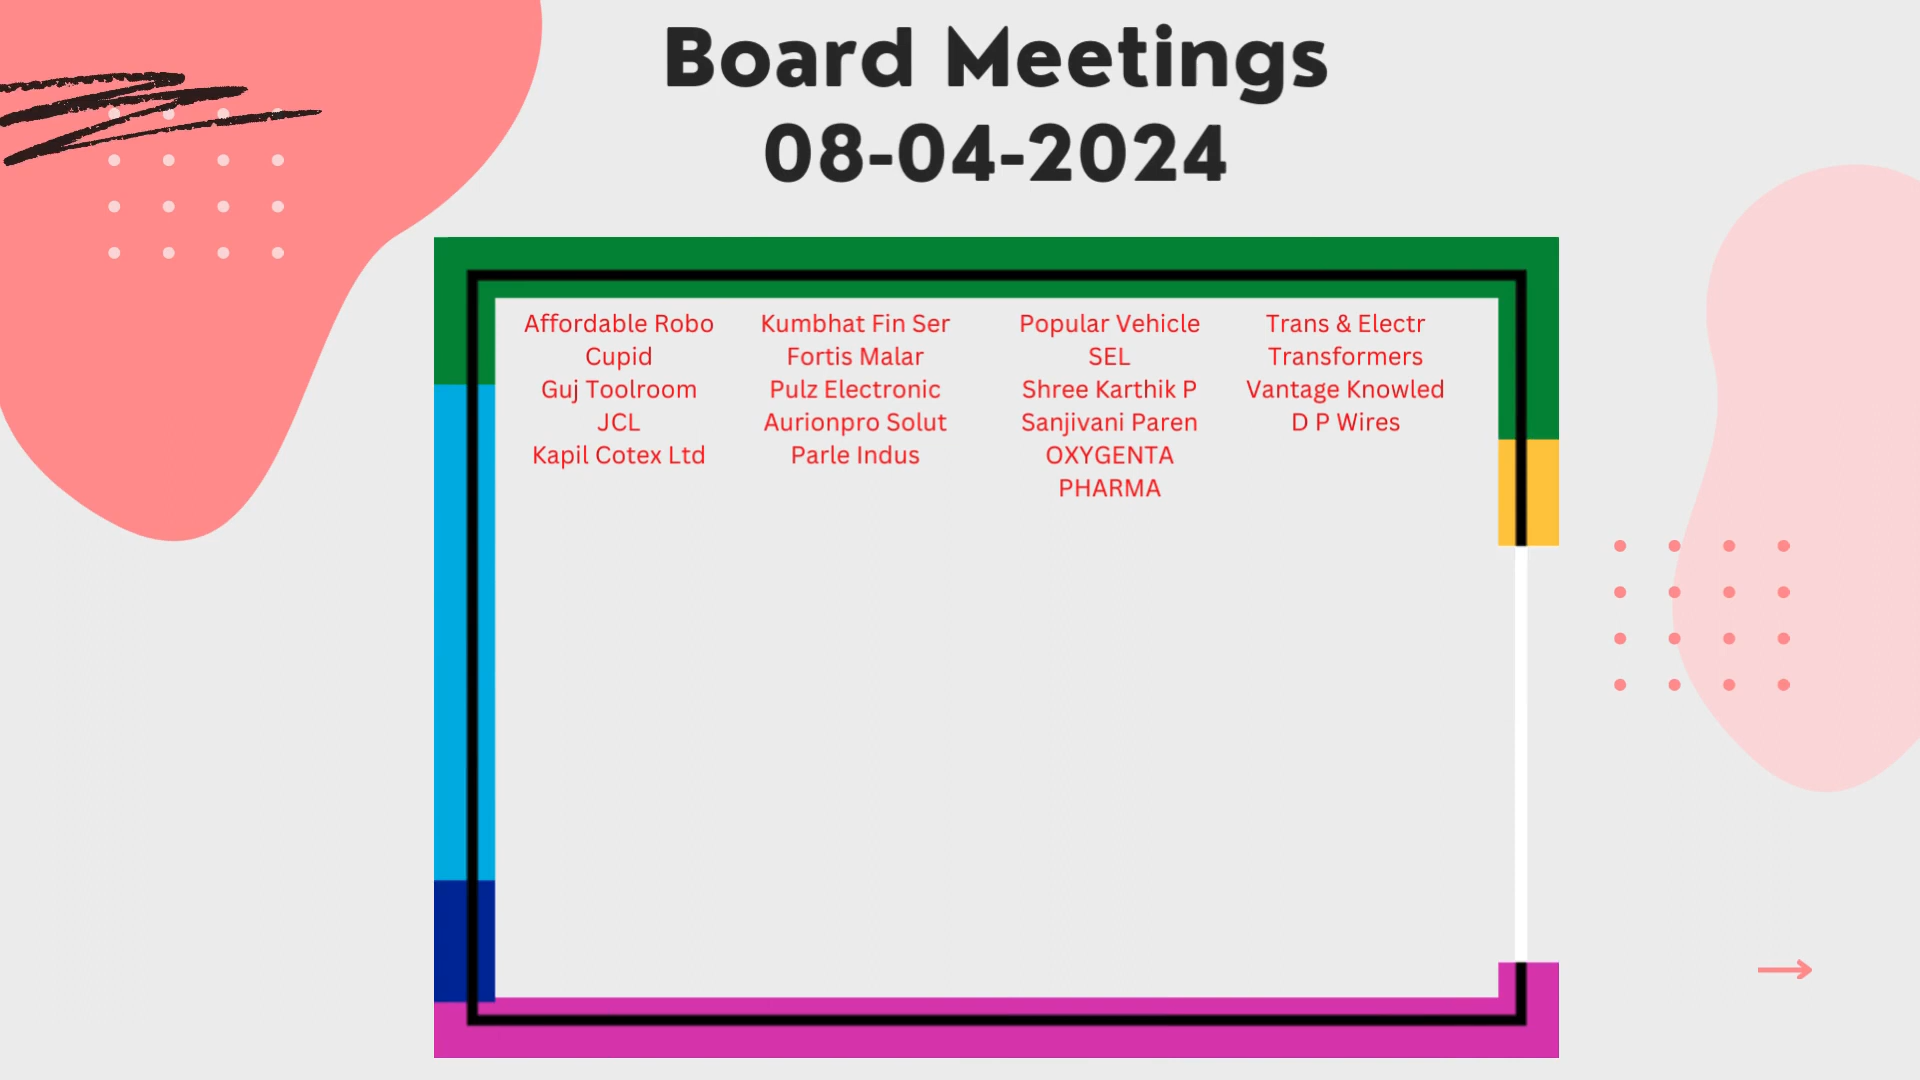 Board Meetings
08-04-2024
Affordable Robo
Cupid
Guj Toolroom
JCL
Kapil Cotex Ltd
Kumbhat Fin Ser
Fortis Malar
Pulz Electronic
Aurionpro Solut
Parle Indus
Popular Vehicle
SEL
Shree Karthik P
Sanjivani Paren
OXYGENTA
PHARMA
Trans & Electr
Transformers
Vantage Knowled
D P Wires